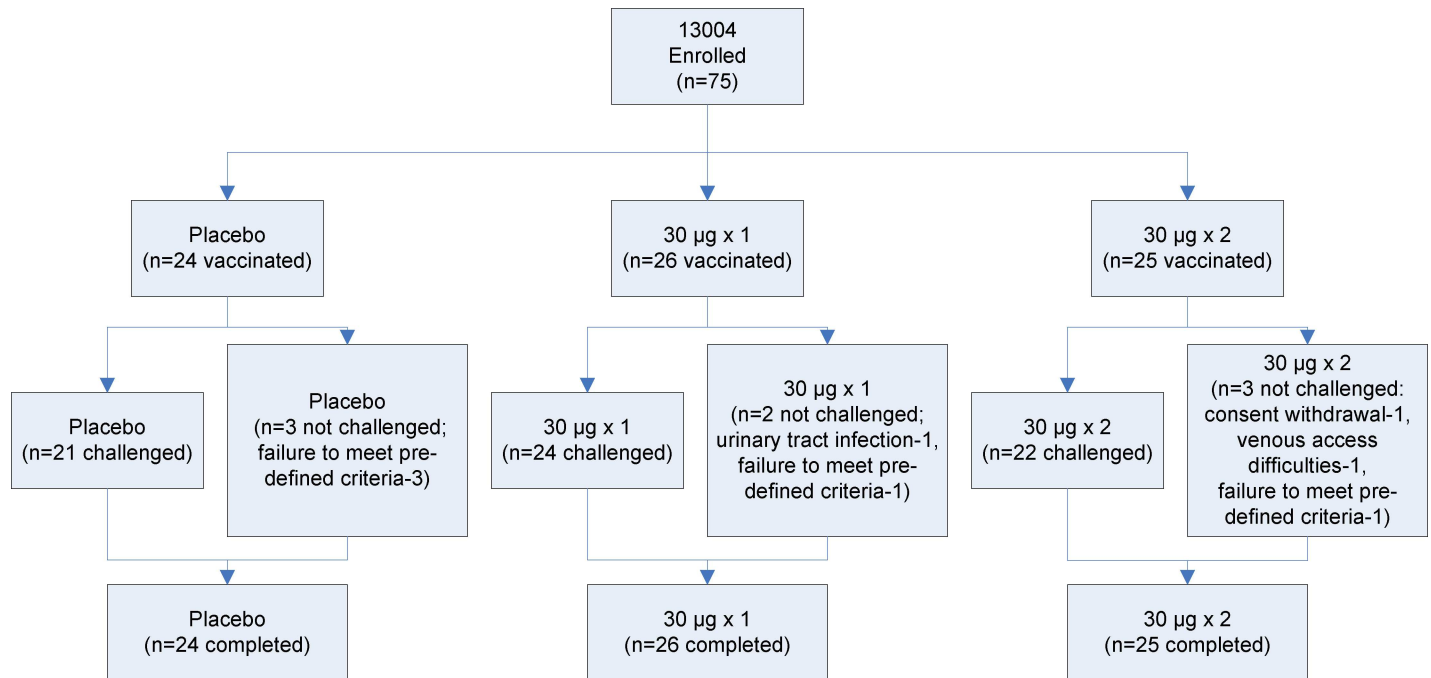 13004
Enrolled
(n=75)
Placebo
(n=24 vaccinated)
30 µg x 1
(n=26 vaccinated)
30 µg x 2
(n=25 vaccinated)
Placebo
(n=21 challenged)
Placebo
(n=3 not challenged;
failure to meet pre-
defined criteria-3)
30 µg x 1
(n=24 challenged)
30 µg x 1
(n=2 not challenged;
urinary tract infection-1,
failure to meet pre-
defined criteria-1)
30 µg x 2
(n=22 challenged)
30 µg x 2
(n=3 not challenged:
consent withdrawal-1,
venous access
difficulties-1,
failure to meet pre-
defined criteria-1)
Placebo
(n=24 completed)
30 µg x 1
(n=26 completed)
30 µg x 2
(n=25 completed)